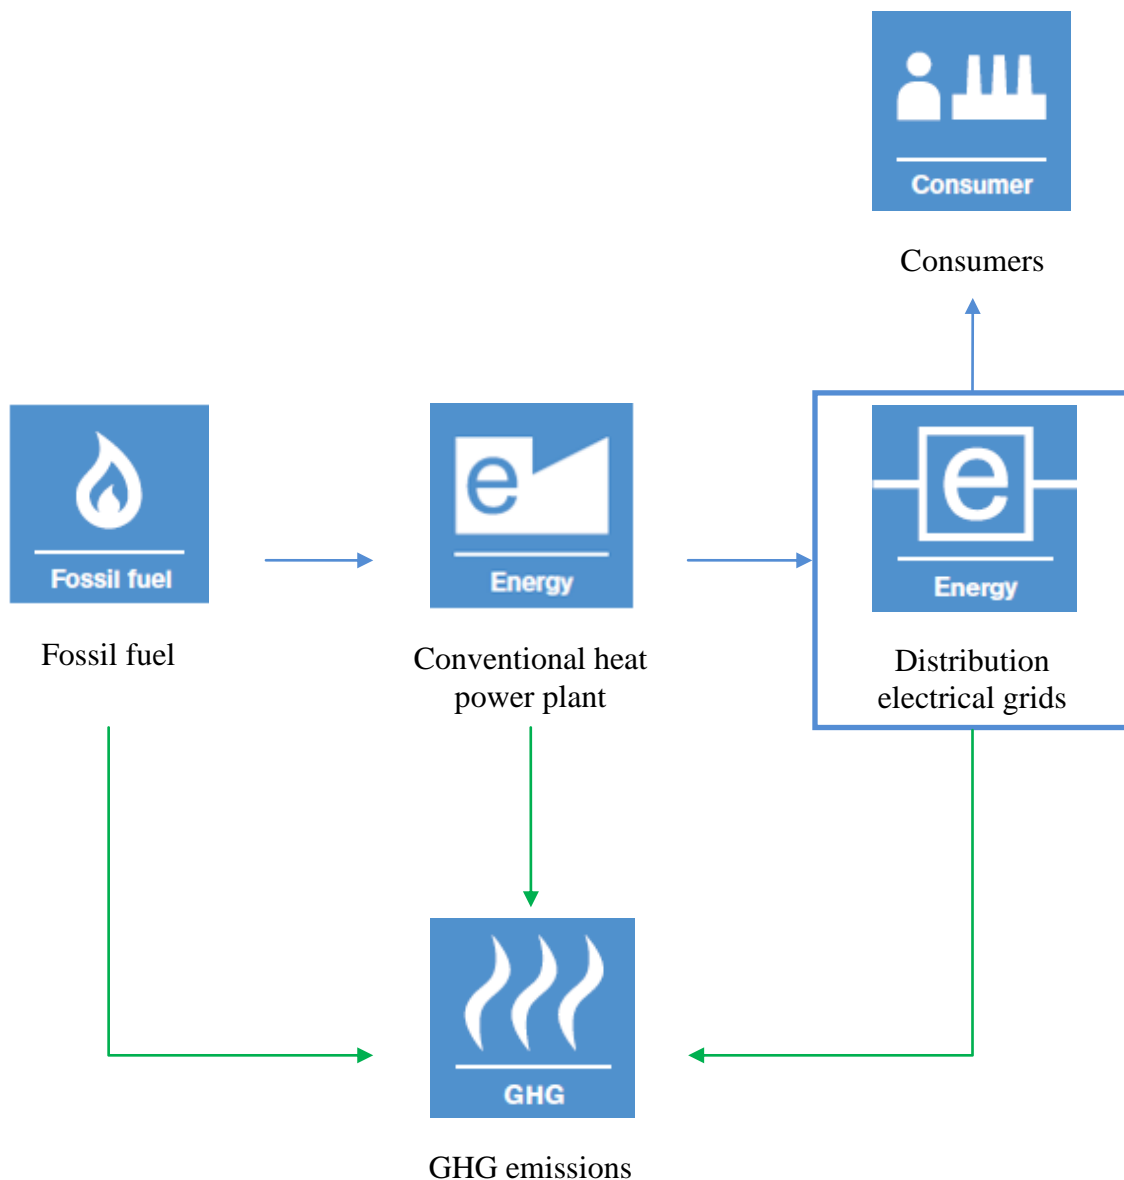 Consumer
Consumers
Fossil fuel
Fossil fuel
e
Energy
Conventional heat
power plant
e
Energy
Distribution
electrical grids
GHG
GHG emissions